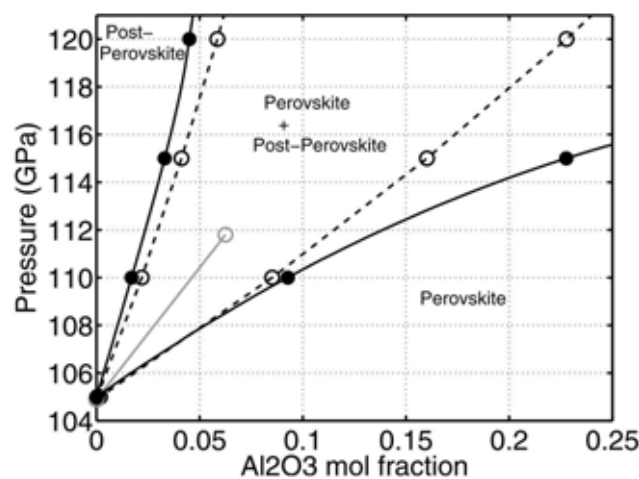 120
118
116
114
112
110
108
106
104
Pressure (GPa)
Post-
Perovskite
Perovskite
+
Post-Perovskite
Perovskite
0
0.05
0.1
0.15
0.2
0.25
Al2O3 mol fraction